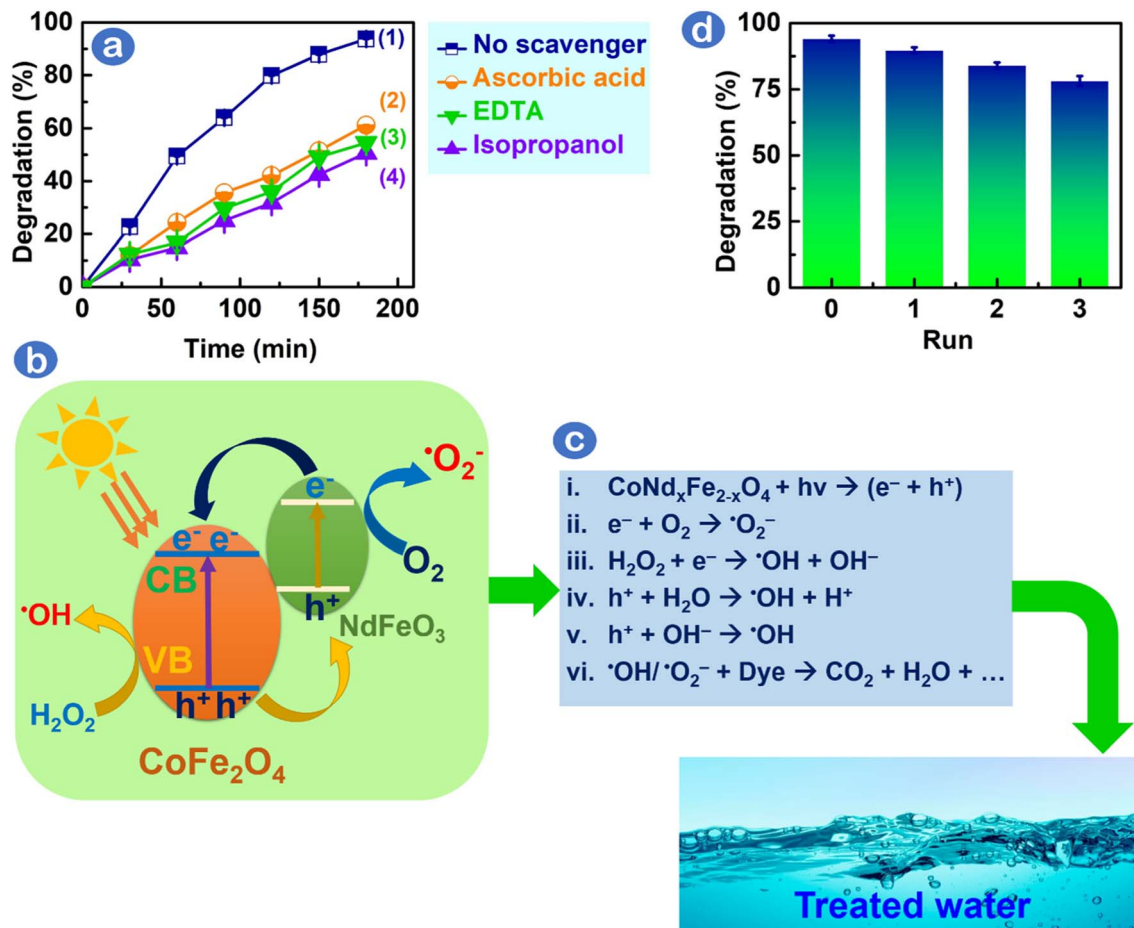 a
Degradation (%)
100
80
60
40
20
0
0 50 100 150 200
Time (min)
(1)
(2)
(3)
(4)
No scavenger
Ascorbic acid
EDTA
Isopropanol
d
Degradation (%)
100
75
50
25
0
0 1 2 3
Run
b
•O₂⁻
e⁻
e⁻ e⁻
CB
O₂
h⁺
NdFeO₃
•OH
VB
h⁺ h⁺
H₂O₂
CoFe₂O₄
c
i. CoNdₓFe₂₋ₓO₄ + hv → (e⁻ + h⁺)
ii. e⁻ + O₂ → •O₂⁻
iii. H₂O₂ + e⁻ → •OH + OH⁻
iv. h⁺ + H₂O → •OH + H⁺
v. h⁺ + OH⁻ → •OH
vi. •OH/ •O₂⁻ + Dye → CO₂ + H₂O + …
Treated water